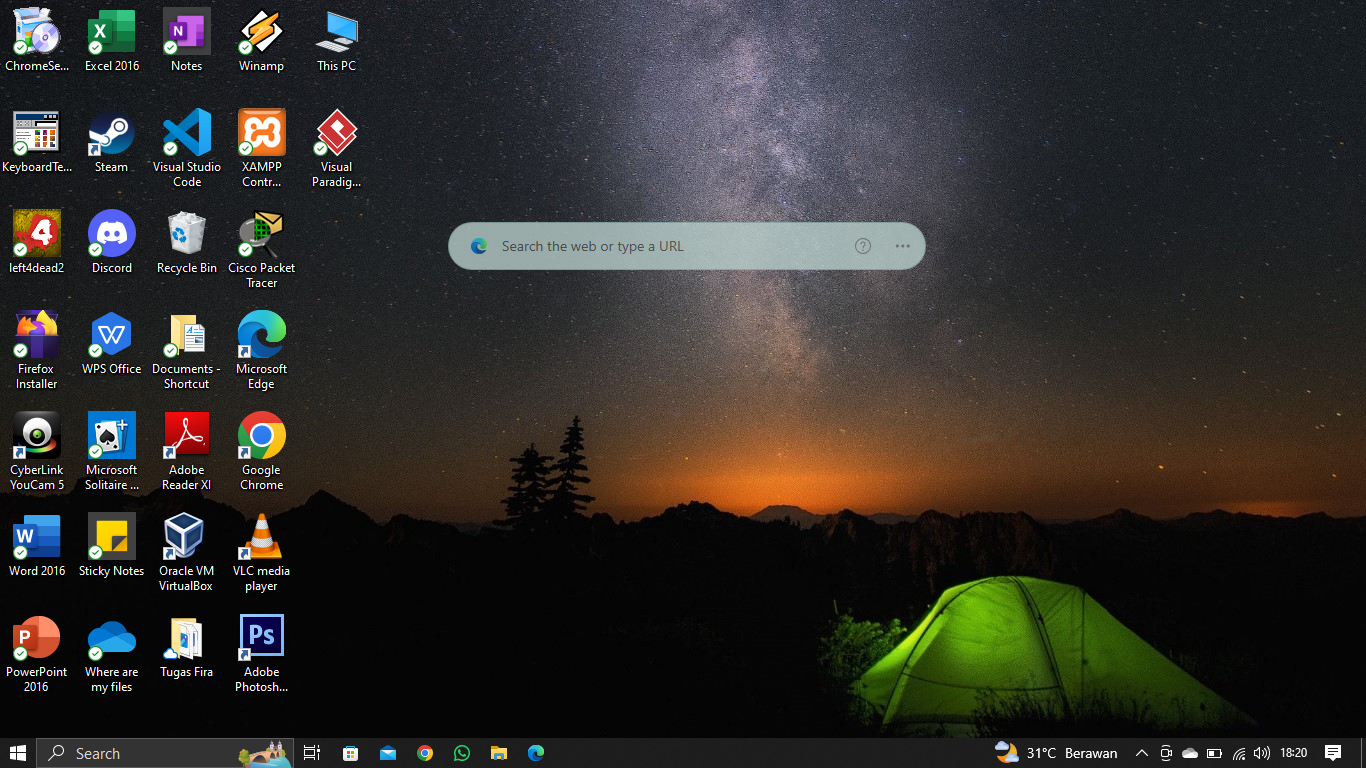 ChromeSe...
Excel 2016
Notes
Winamp
This PC
KeyboardTe...
Steam
Visual Studio
Code
XAMPP
Contr...
Visual
Paradig...
left4dead2
Discord
Recycle Bin
Cisco Packet
Tracer
Search the web or type a URL
Firefox
Installer
WPS Office
Documents -
Shortcut
Microsoft
Edge
CyberLink
YouCam 5
Microsoft
Solitaire ...
Adobe
Reader XI
Google
Chrome
Word 2016
Sticky Notes
Oracle VM
VirtualBox
VLC media
player
PowerPoint
2016
Where are
my files
Tugas Fira
Ps
Adobe
Photosh...
Search
31°C Berawan
18:20